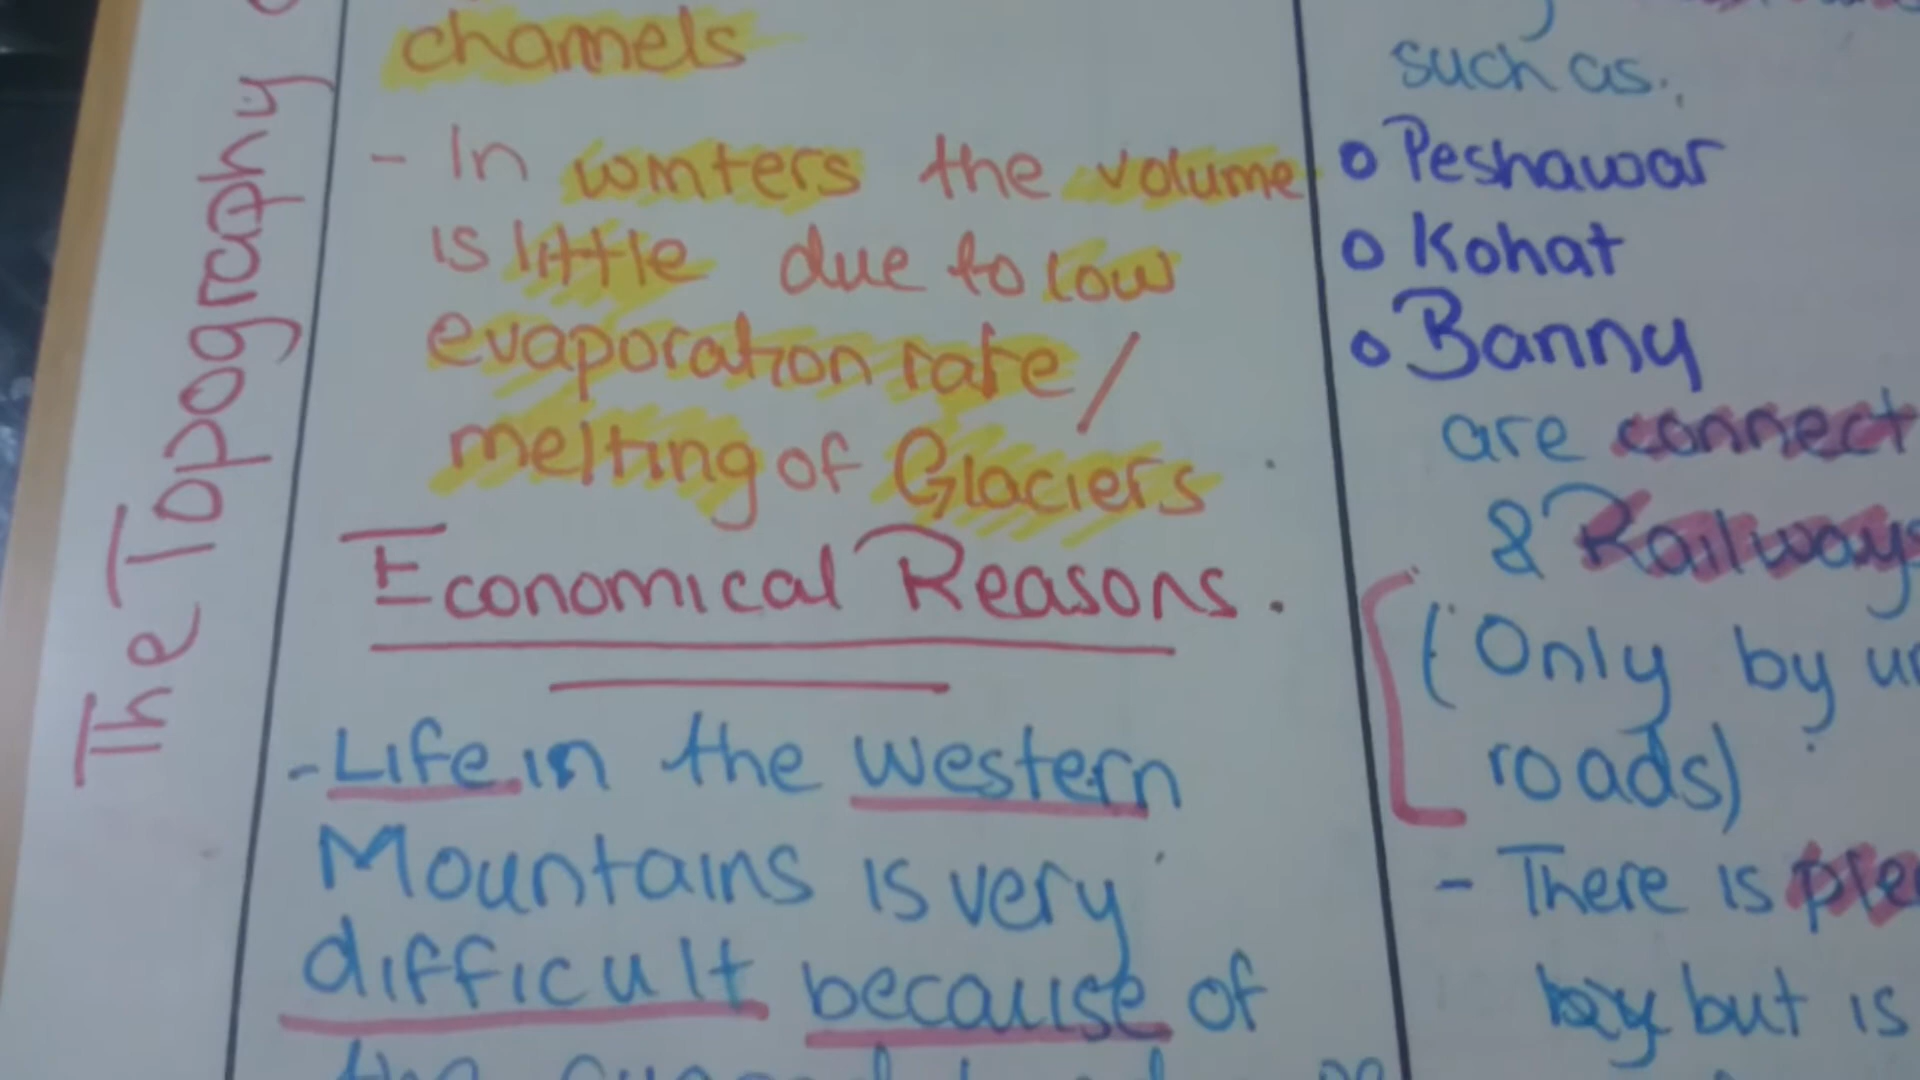 The Topography
channels
- In winters the volume
is little due to low
evaporation rate/
melting of Glaciers
Economical Reasons.
- Life in the western
Mountains is very
difficult because of
the
such as.
o Peshawar
o Kohat
o Banny
are connect
& Railways
(Only by
roads)
- There is
but is